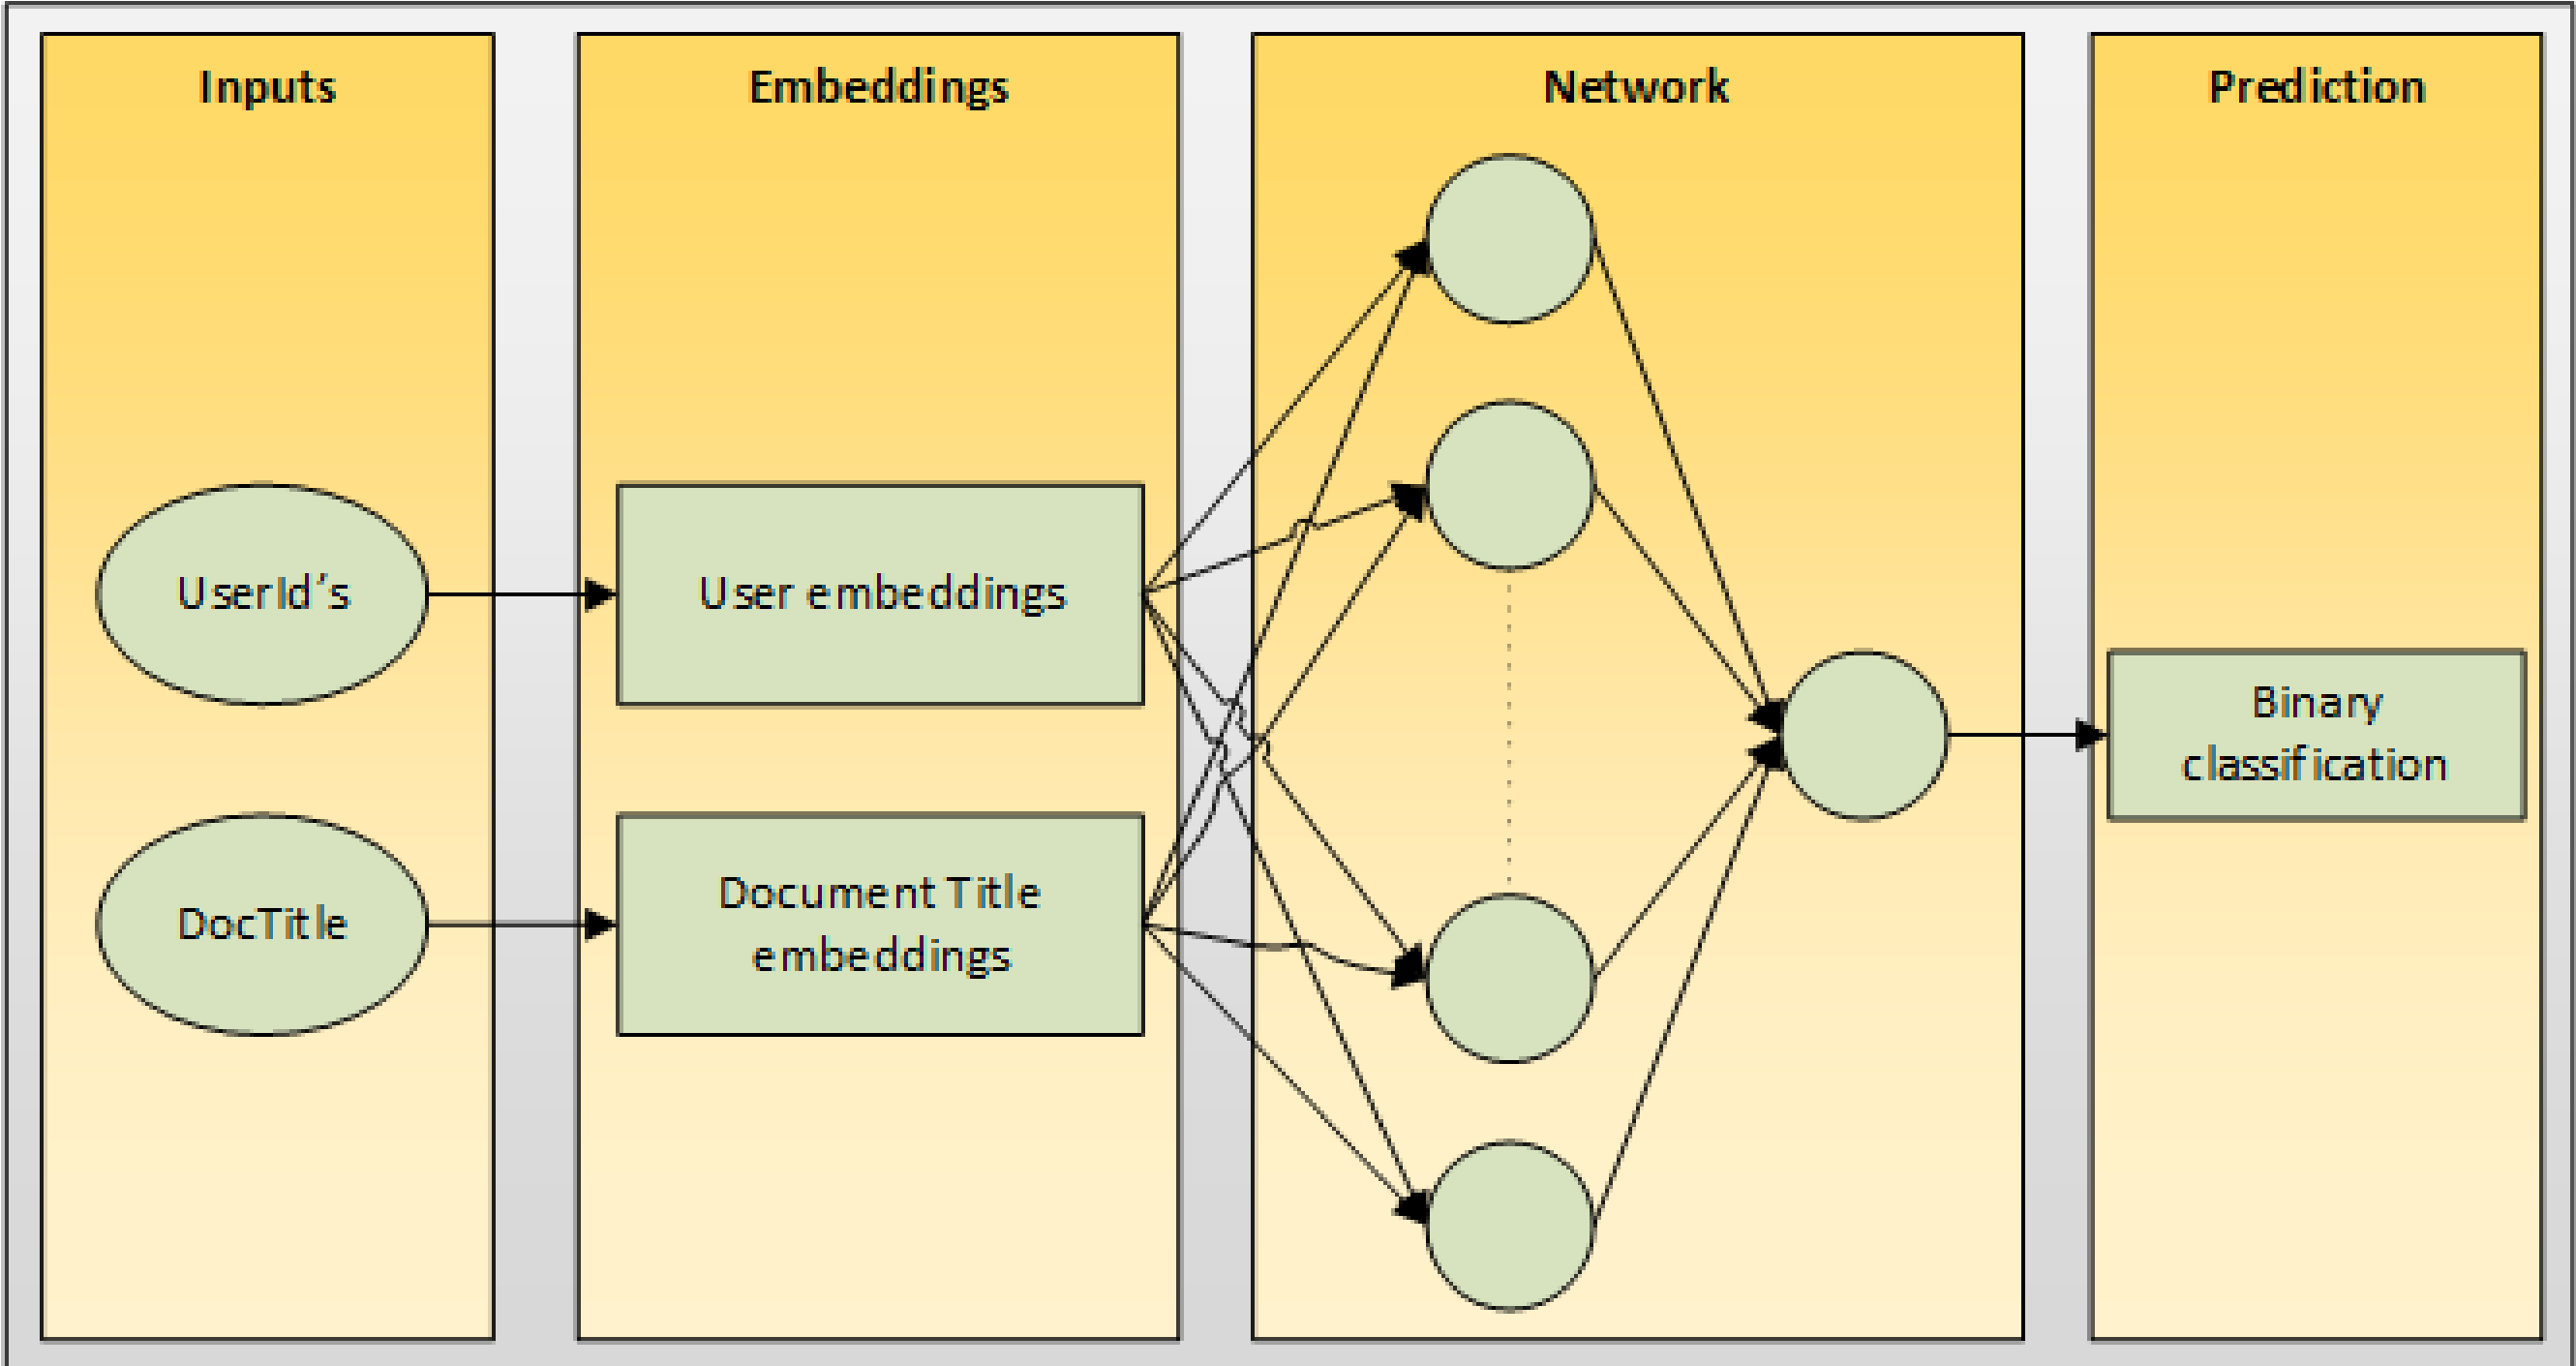 Inputs
Embeddings
Network
Prediction
UserId’s
User embeddings
DocTitle
Document Title
embeddings
Binary
classification